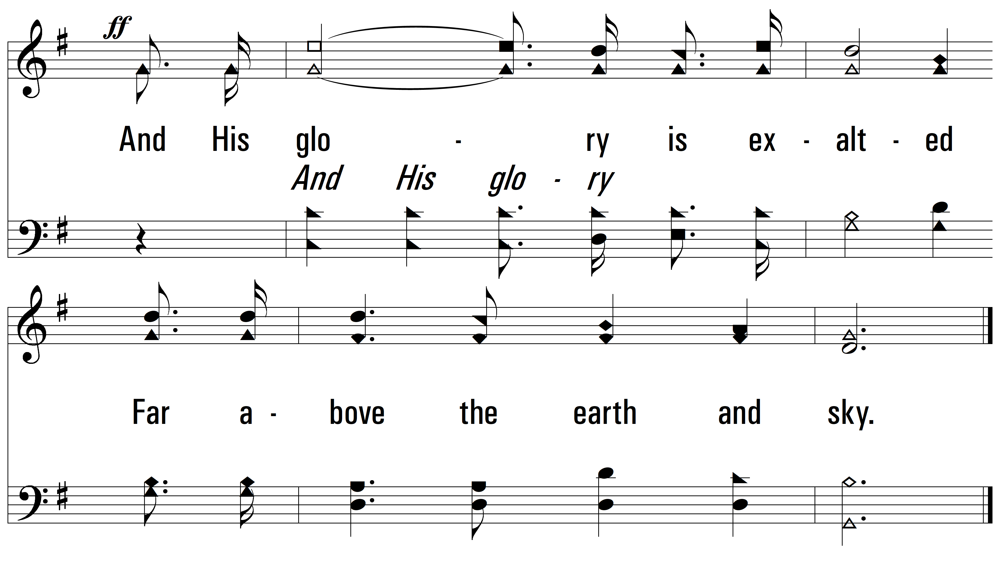 ff
And His glo - ry is ex - alt - ed
And His glo - ry
Far a - bove the earth and sky.